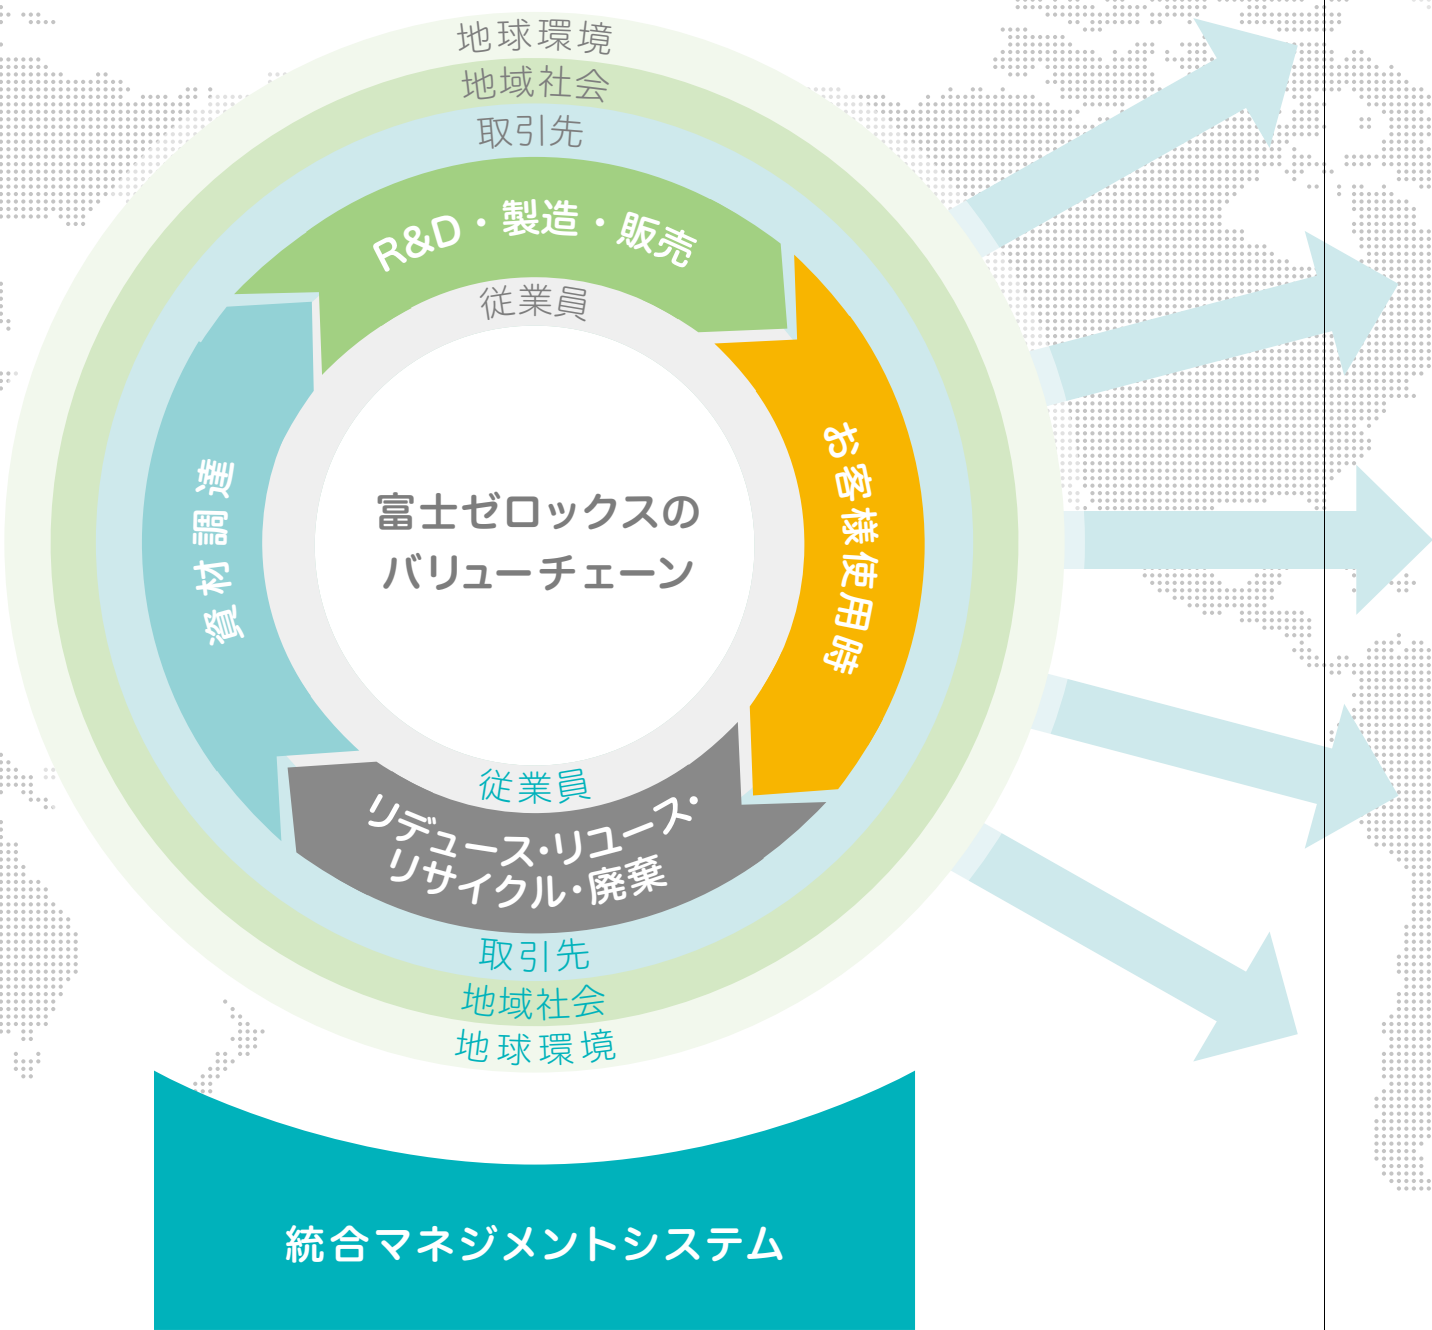 地球環境
地域社会
取引先
R&D・製造・販売
従業員
お客様使用時
資材調達
富士ゼロックスの
バリューチェーン
従業員
リデュース・リユース・
リサイクル・廃棄
取引先
地域社会
地球環境
統合マネジメントシステム